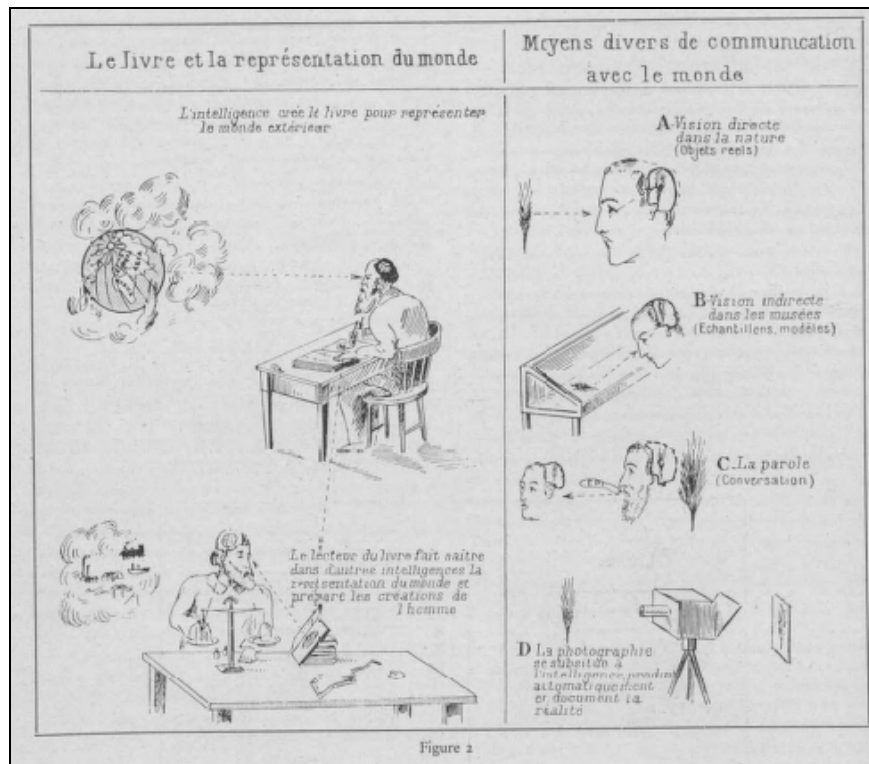 Le livre et la représentation du monde
L'intelligence crée le livre pour représenter
le monde extérieur
Le lecteur du livre fait naître
dans d'autres intelligences la
représentation du monde et
prépare les créations de
l'homme
Moyens divers de communication
avec le monde
A Vision directe
dans la nature
(Objets réels)
B Vision indirecte
dans les musées
(Echantillons, modèles)
EPI
C. La parole
(Conversation)
D La photographie
se substitue à
l'intelligence, produit
automatiquement
en document la
réalité
Figure 2